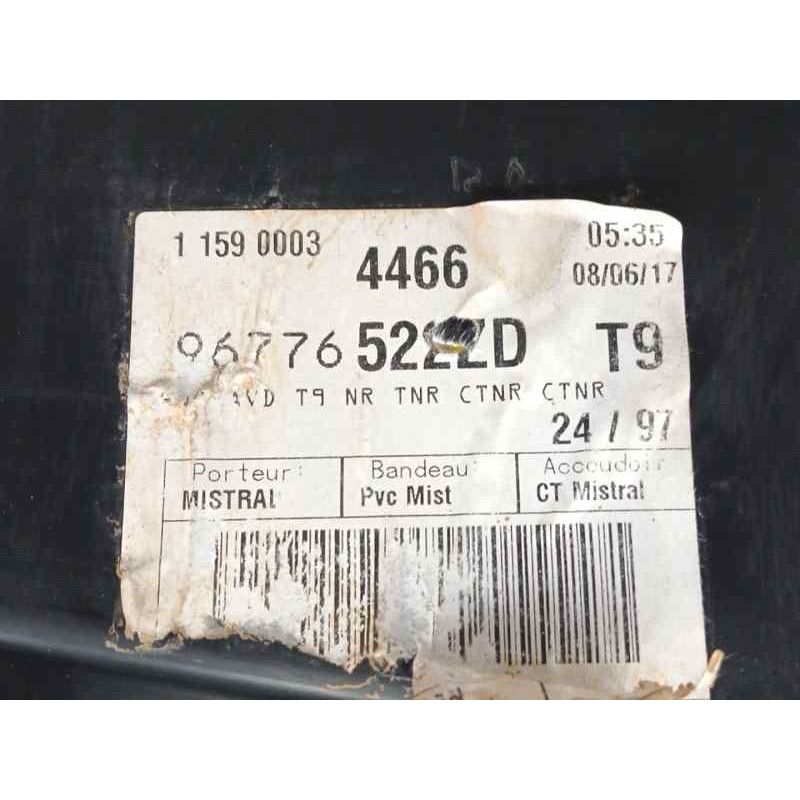 1 159 0003
4466
05:35
08/06/17
96776 ZD T9
AVD T9 NR TNR CTNR CTNR
24 / 97
Porteur: Bandeau: Accoudoir
MISTRAL Pvc Mist CT Mistral